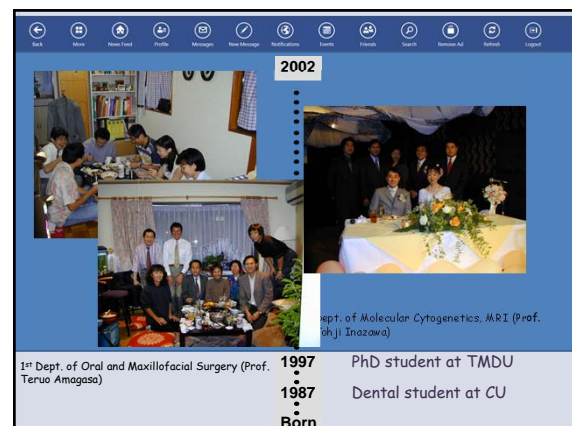 Back More News Feed Profile Messages New Message Notifications Events Friends Search Remove Ad Refresh Logout
2002
Dept. of Molecular Cytogenetics, MRI (Prof.
Johji Inazawa)
1st Dept. of Oral and Maxillofacial Surgery (Prof.
Teruo Amagasa)
1997 PhD student at TMDU
1987 Dental student at CU
Born